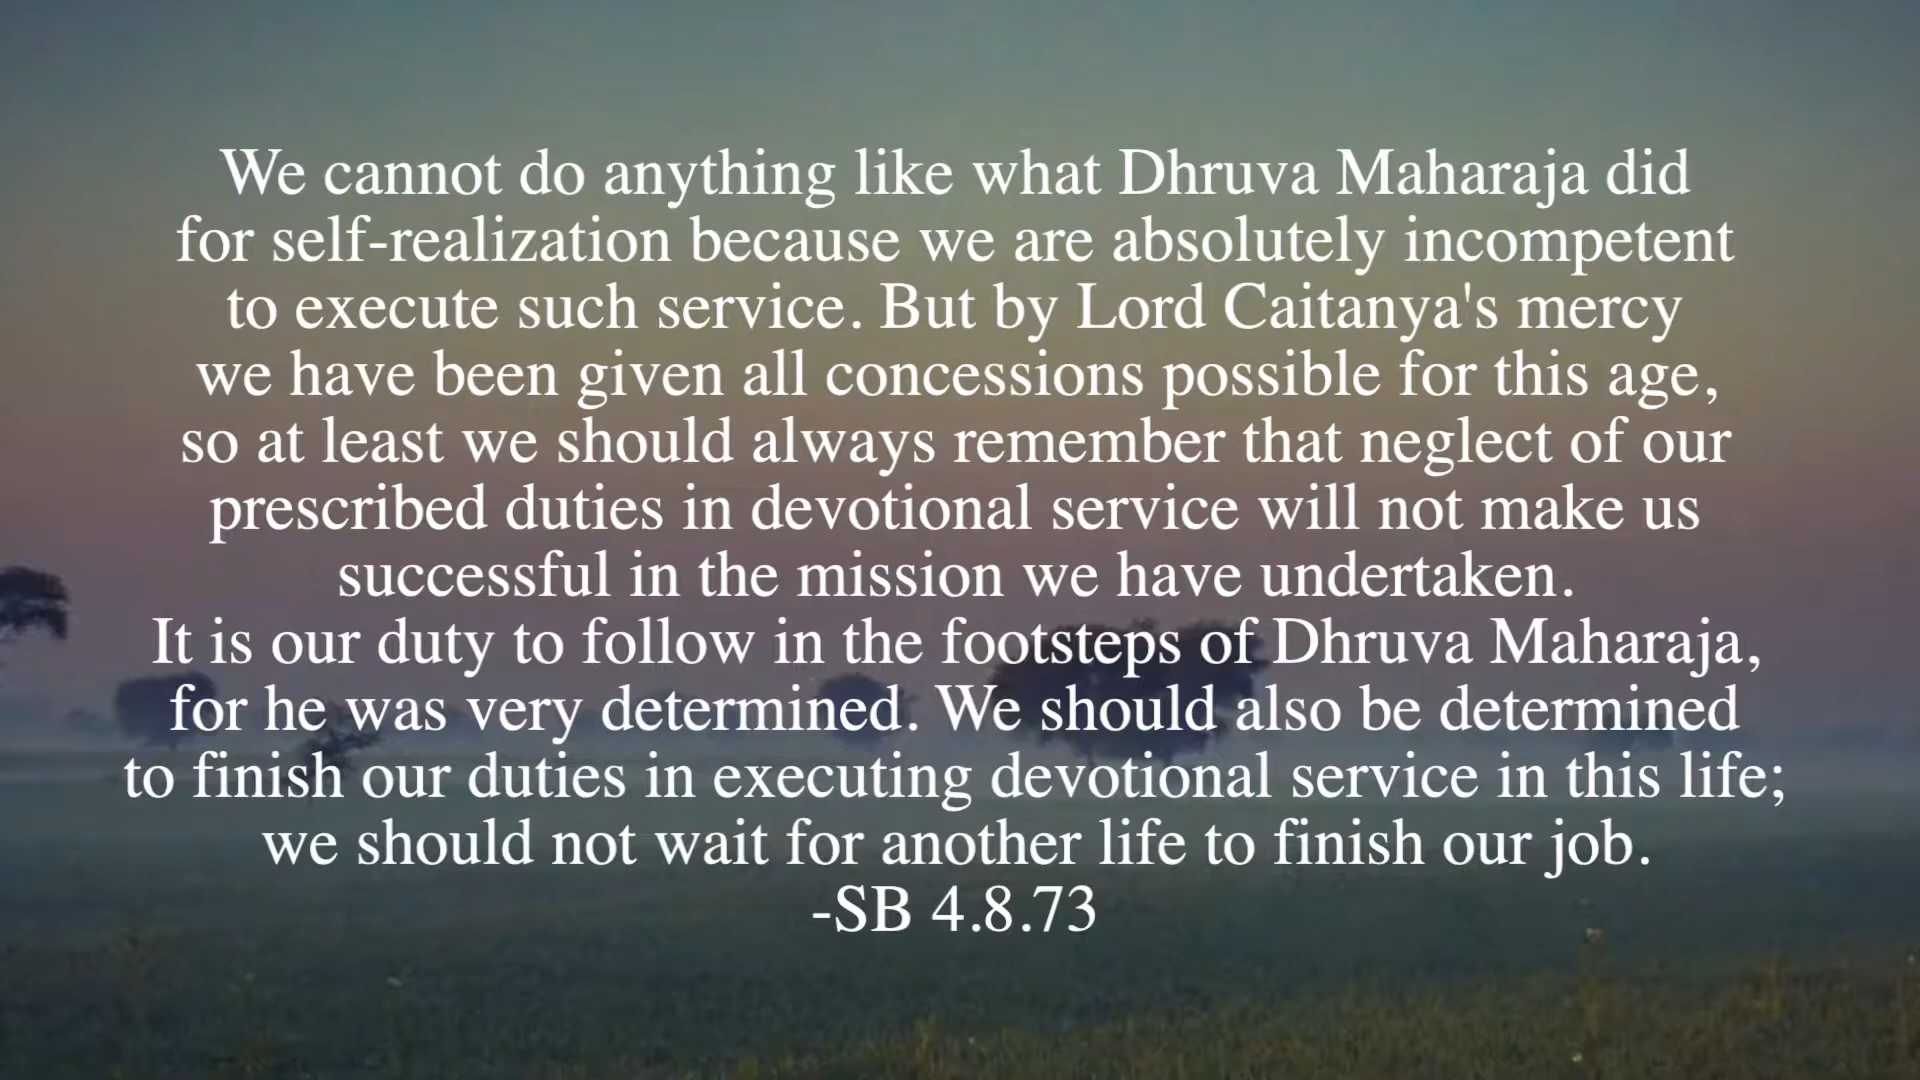 We cannot do anything like what Dhruva Maharaja did
for self-realization because we are absolutely incompetent
to execute such service. But by Lord Caitanya's mercy
we have been given all concessions possible for this age,
so at least we should always remember that neglect of our
prescribed duties in devotional service will not make us
successful in the mission we have undertaken.
It is our duty to follow in the footsteps of Dhruva Maharaja,
for he was very determined. We should also be determined
to finish our duties in executing devotional service in this life;
we should not wait for another life to finish our job.
-SB 4.8.73